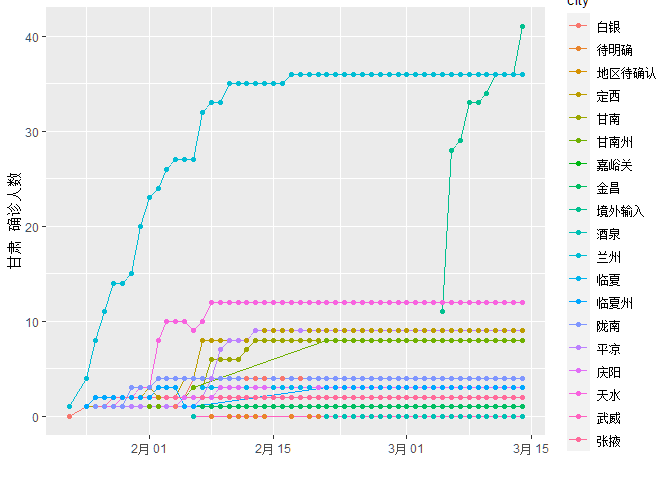 city
40
30
20
10
0
甘肃 确诊人数
2月 01
2月 15
3月 01
3月 15
白银
待明确
地区待确认
定西
甘南
甘南州
嘉峪关
金昌
境外输入
酒泉
兰州
临夏
临夏州
陇南
平凉
庆阳
天水
武威
张掖